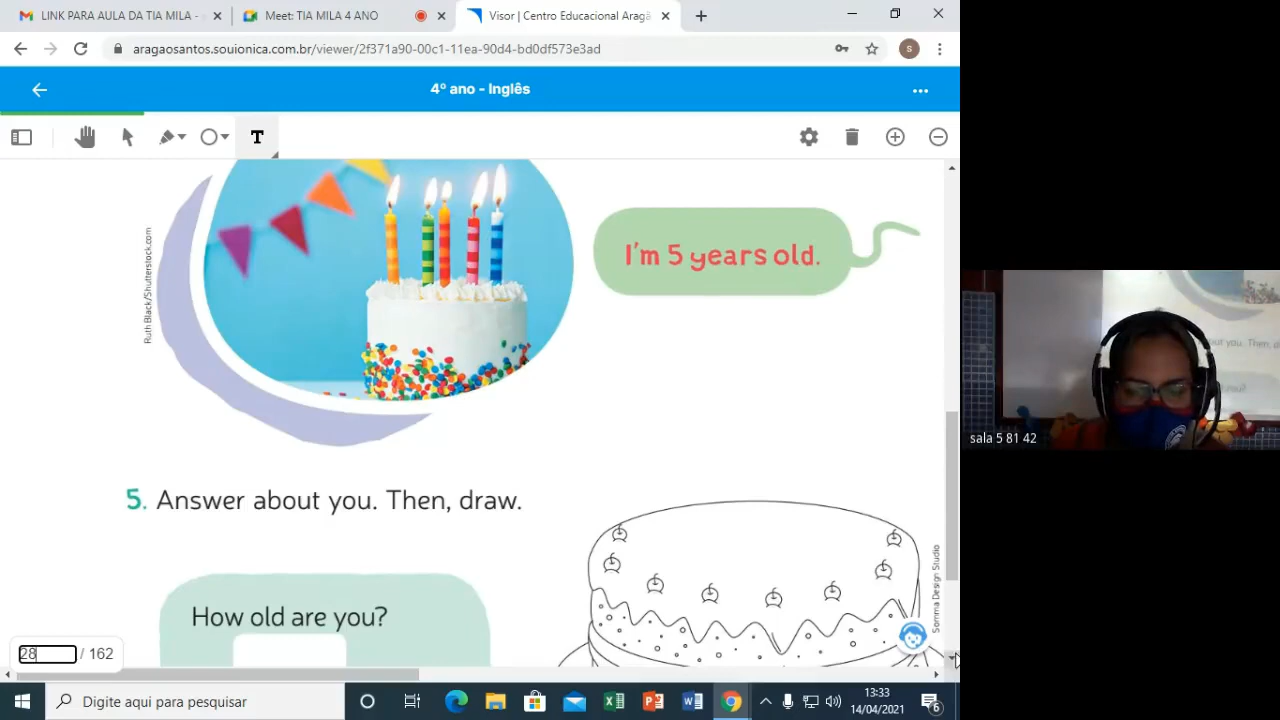 LINK PARA AULA DA TIA MILA - s
Meet: TIA MILA 4 ANO
Visor | Centro Educacional Aragã
aragaosantos.souionica.com.br/viewer/2f371a90-00c1-11ea-90d4-bd0df573e3ad
s
4º ano - Inglês
T
Ruth Black/Shutterstock.com
I'm 5 years old.
5. Answer about you. Then, draw.
How old are you?
Somma Design Studio
28 / 162
sala 5 81 42
Digite aqui para pesquisar
13:33
14/04/2021
6